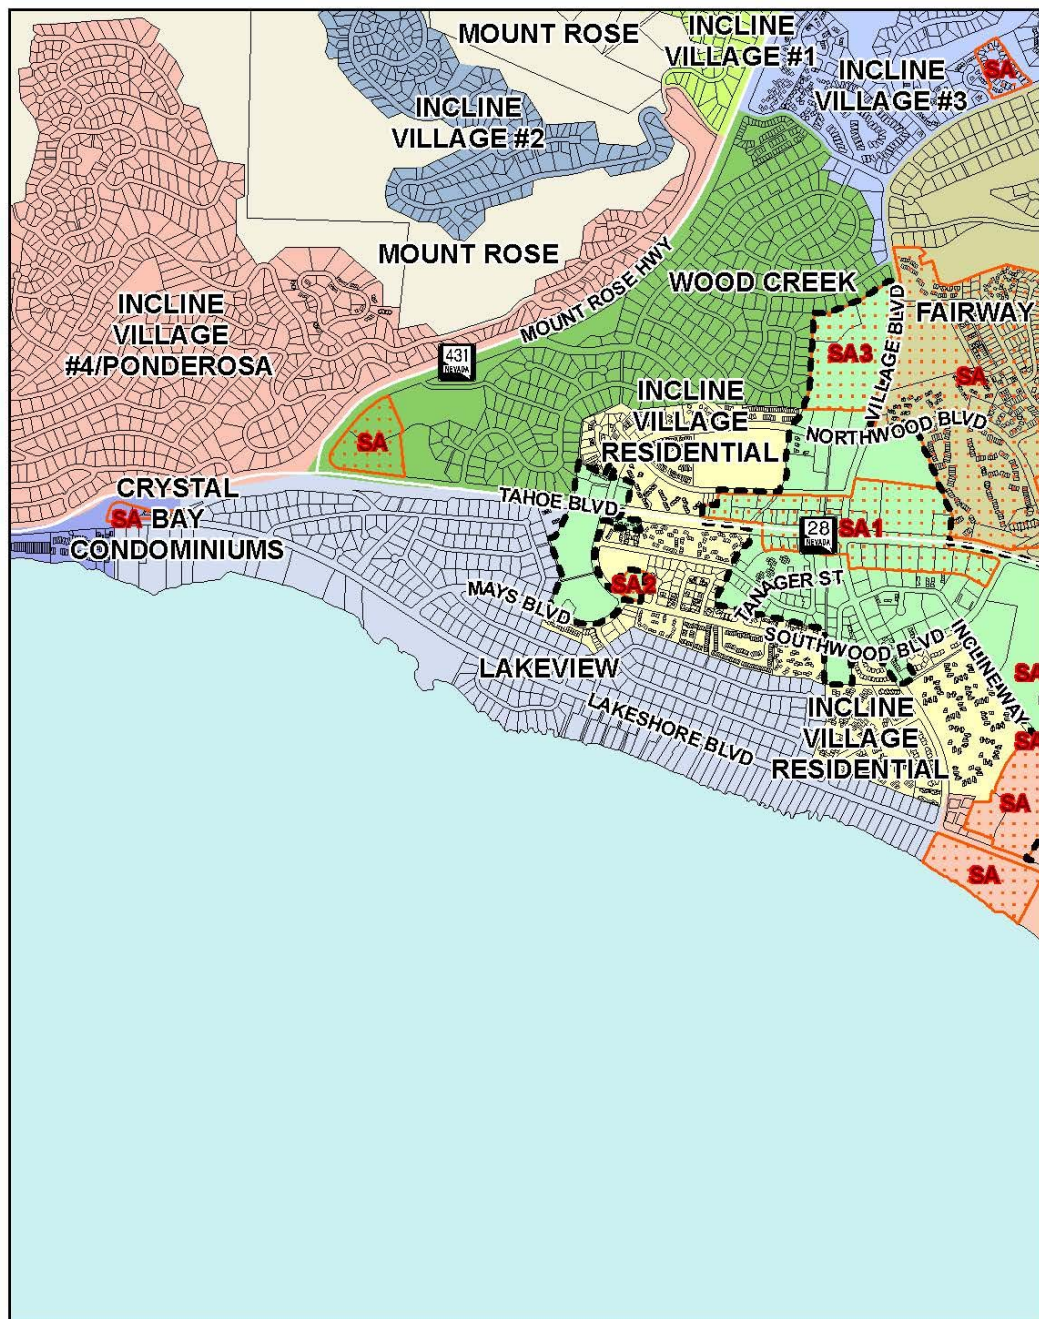 MOUNT ROSE
INCLINE
VILLAGE #1
INCLINE
VILLAGE #3
SA
INCLINE
VILLAGE #2
MOUNT ROSE
MOUNT ROSE HWY
WOOD CREEK
INCLINE
VILLAGE
#4/PONDEROSA
431
NEVADA
VILLAGE BLVD
FAIRWAY
SA3
SA
INCLINE
VILLAGE
RESIDENTIAL
NORTHWOOD BLVD
SA
CRYSTAL
SA BAY
CONDOMINIUMS
TAHOE BLVD
28
NEVADA
SA1
MAYS BLVD
SA2
TANAGER ST
SOUTHWOOD BLVD
INCLINE WAY
LAKEVIEW
LAKESHORE BLVD
INCLINE
VILLAGE
RESIDENTIAL
SA
SA
SA
SA